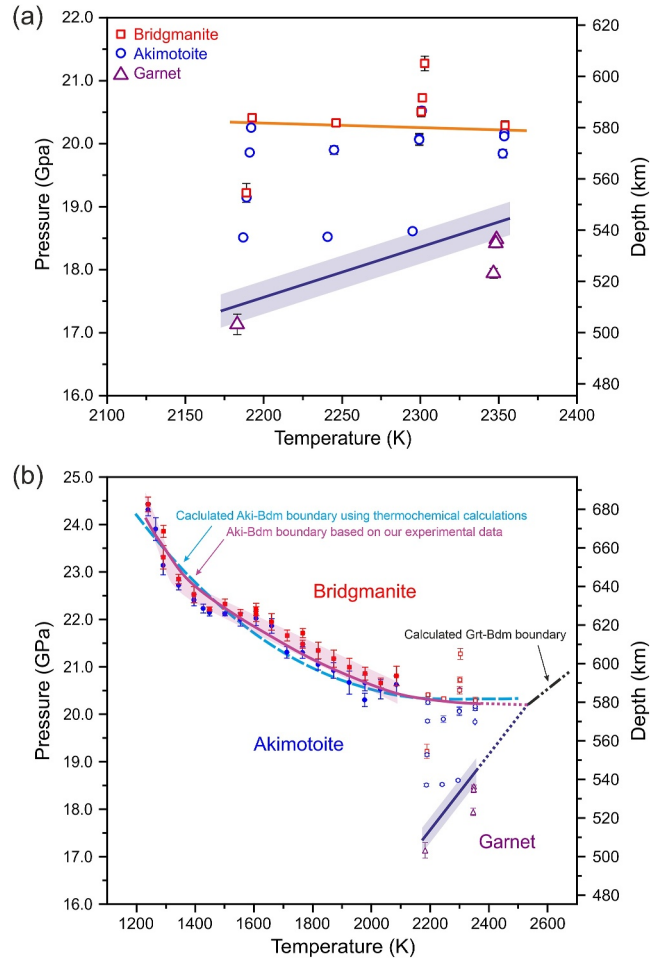 (a)
22.0
21.0
20.0
19.0
18.0
17.0
16.0
Pressure (Gpa)
Bridgmanite
Akimotoite
Garnet
600
580
560
540
520
500
480
Depth (km)
2100
2150
2200
2250
2300
2350
2400
Temperature (K)
(b)
25.0
24.0
23.0
22.0
21.0
20.0
19.0
18.0
17.0
16.0
Pressure (GPa)
Caclulated Aki-Bdm boundary using thermochemical calculations
Aki-Bdm boundary based on our experimental data
Bridgmanite
Calculated Grt-Bdm boundary
Akimotoite
Garnet
680
660
640
620
600
580
560
540
520
500
480
Depth (km)
1200
1400
1600
1800
2000
2200
2400
2600
Temperature (K)